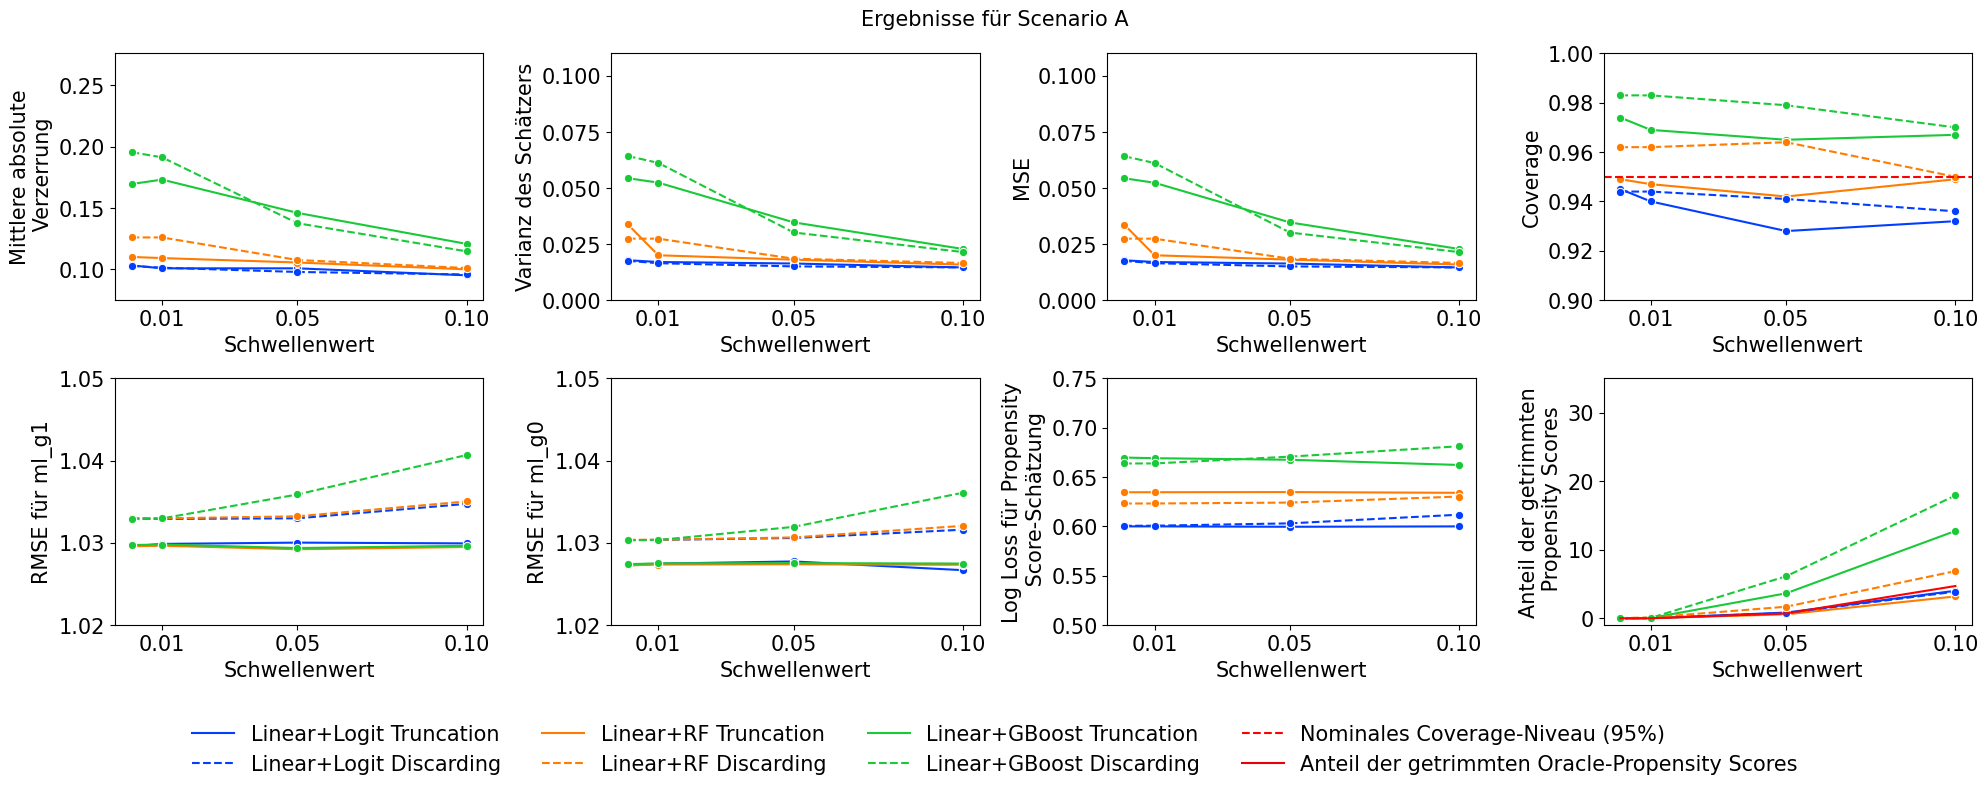 Ergebnisse für Scenario A
Mittlere absolute
Verzerrung
0.25
0.20
0.15
0.10
0.01 0.05 0.10
Schwellenwert
Varianz des Schätzers
0.100
0.075
0.050
0.025
0.000
0.01 0.05 0.10
Schwellenwert
MSE
0.100
0.075
0.050
0.025
0.000
0.01 0.05 0.10
Schwellenwert
Coverage
1.00
0.98
0.96
0.94
0.92
0.90
0.01 0.05 0.10
Schwellenwert
RMSE für ml_g1
1.05
1.04
1.03
1.02
0.01 0.05 0.10
Schwellenwert
RMSE für ml_g0
1.05
1.04
1.03
1.02
0.01 0.05 0.10
Schwellenwert
Log Loss für Propensity
Score-Schätzung
0.75
0.70
0.65
0.60
0.55
0.50
0.01 0.05 0.10
Schwellenwert
Anteil der getrimmten
Propensity Scores
30
20
10
0
0.01 0.05 0.10
Schwellenwert
Linear+Logit Truncation
Linear+Logit Discarding
Linear+RF Truncation
Linear+RF Discarding
Linear+GBoost Truncation
Linear+GBoost Discarding
Nominales Coverage-Niveau (95%)
Anteil der getrimmten Oracle-Propensity Scores